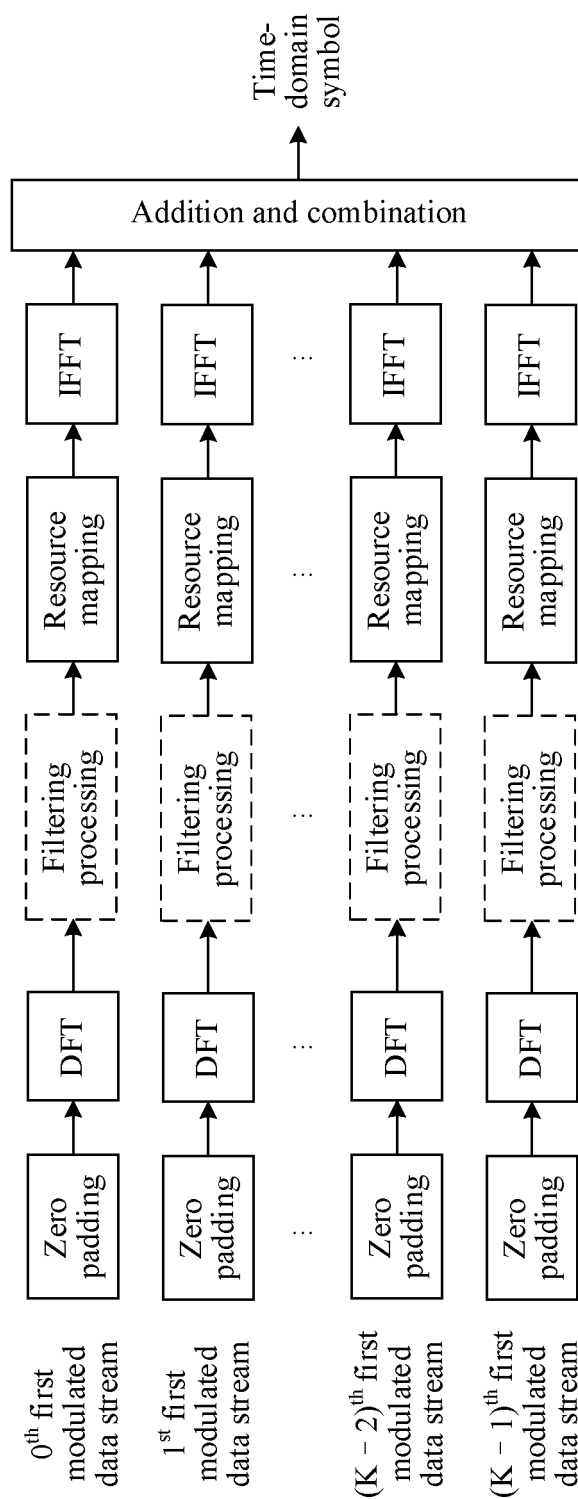 0th first
modulated
data stream
Zero
padding
DFT
Filtering
processing
Resource
mapping
IFFT
1st first
modulated
data stream
Zero
padding
DFT
Filtering
processing
Resource
mapping
IFFT
...
...
...
...
...
(K − 2)th first
modulated
data stream
Zero
padding
DFT
Filtering
processing
Resource
mapping
IFFT
(K − 1)th first
modulated
data stream
Zero
padding
DFT
Filtering
processing
Resource
mapping
IFFT
Addition and combination
Time-
domain
symbol